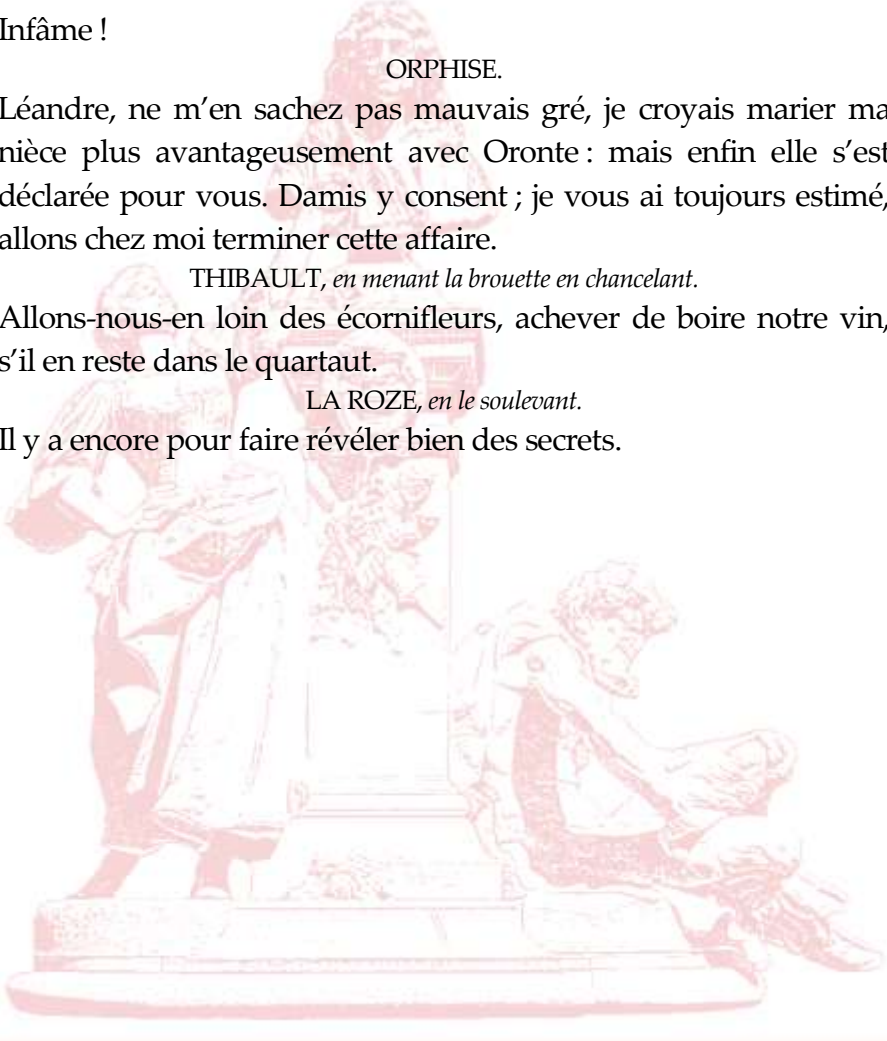 Infâme !
ORPHISE.
Léandre, ne m’en sachez pas mauvais gré, je croyais marier ma
nièce plus avantageusement avec Oronte : mais enfin elle s’est
déclarée pour vous. Damis y consent ; je vous ai toujours estimé,
allons chez moi terminer cette affaire.
THIBAULT, en menant la brouette en chancelant.
Allons-nous-en loin des écornifleurs, achever de boire notre vin,
s’il en reste dans le quartaut.
LA ROZE, en le soulevant.
Il y a encore pour faire révéler bien des secrets.